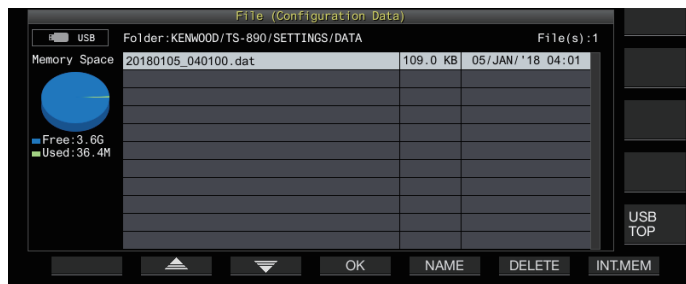 File (Configuration Data)
USB
Folder:KENWOOD/TS-890/SETTINGS/DATA
File(s):1
Memory Space
20180105_040100.dat 109.0 KB 05/JAN/'18 04:01
Free:3.6G
Used:36.4M
USB
TOP
OK
NAME
DELETE
INT.MEM